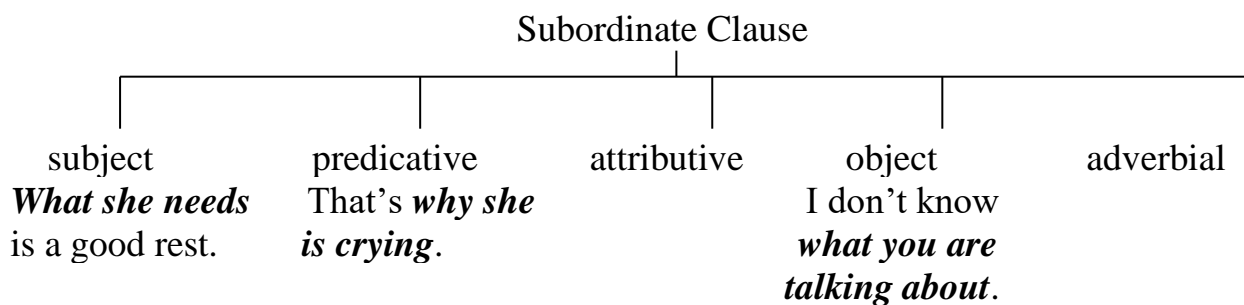 Subordinate Clause
subject predicative attributive object adverbial
What she needs That's why she I don't know
is a good rest. is crying. what you are
talking about.